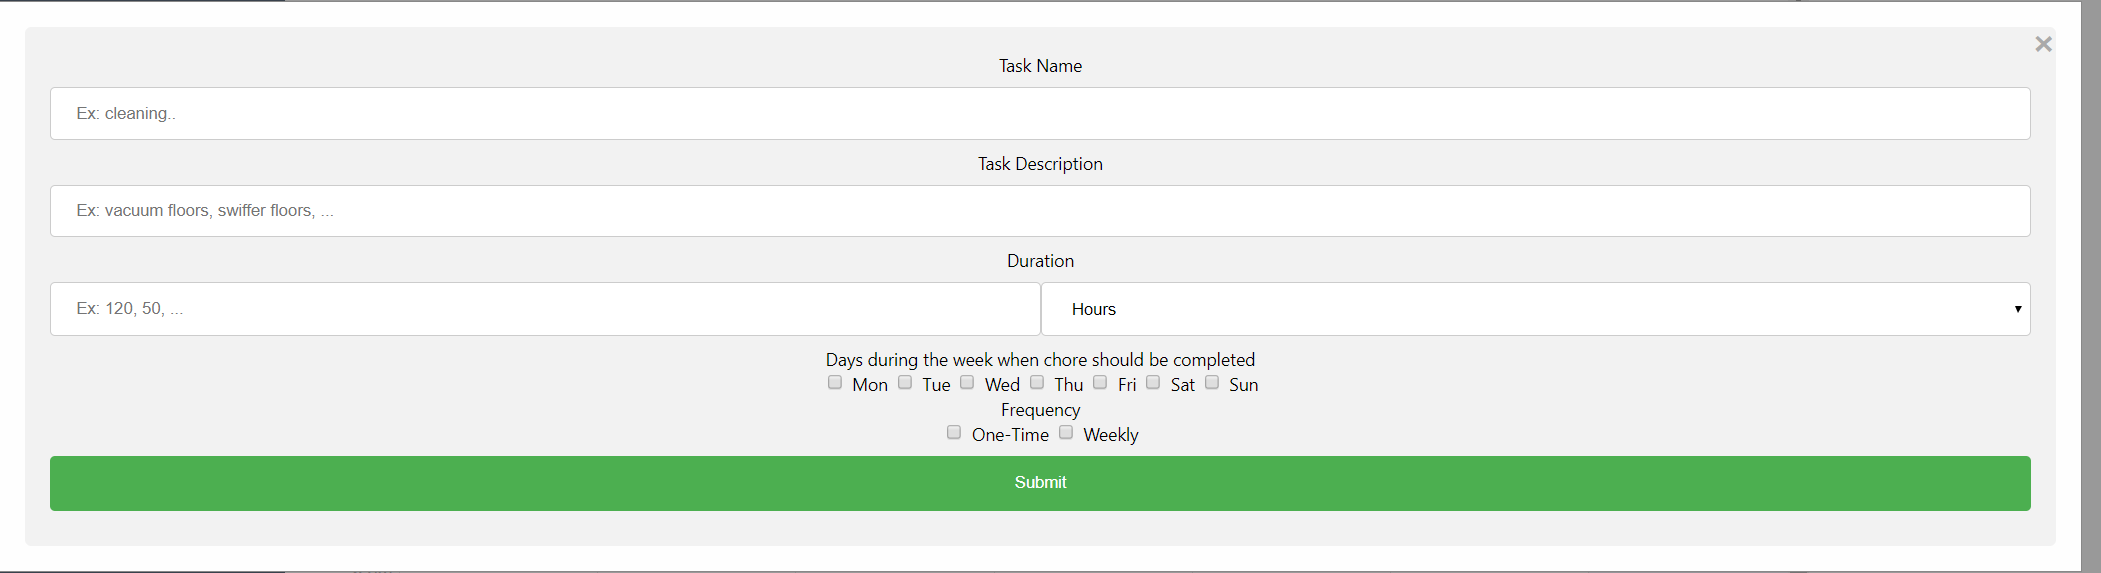 ×
Task Name
Ex: cleaning..
Task Description
Ex: vacuum floors, swiffer floors, ...
Duration
Ex: 120, 50, ... Hours
Days during the week when chore should be completed
Mon Tue Wed Thu Fri Sat Sun
Frequency
One-Time Weekly
Submit